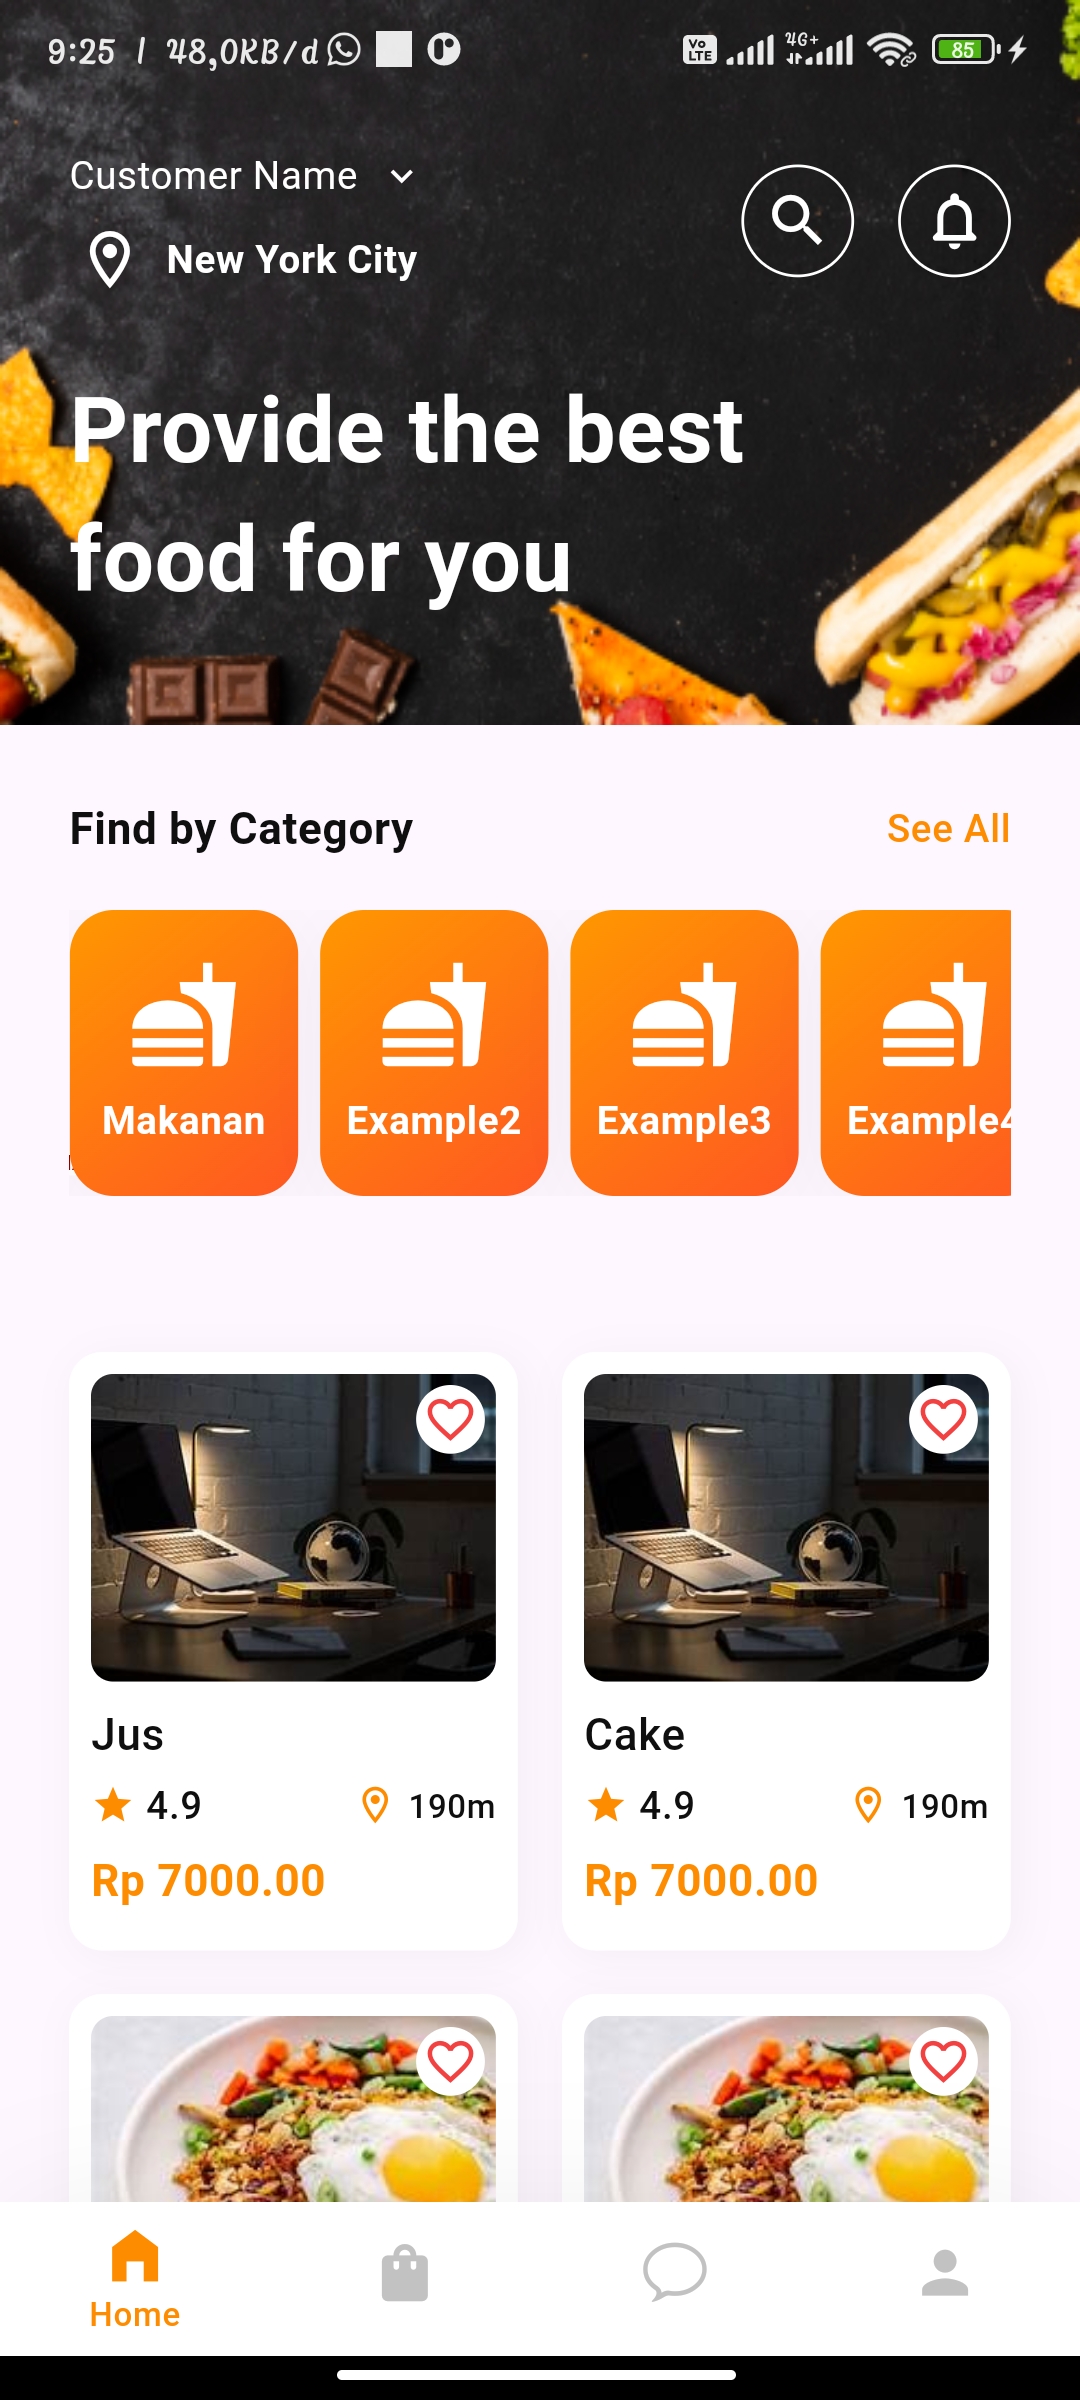 9:25 | 48,0KB/d
Vo LTE 4G+ 85
Customer Name
New York City
Provide the best
food for you
Find by Category
See All
Makanan
Example2
Example3
Example4
Jus
4.9
190m
Rp 7000.00
Cake
4.9
190m
Rp 7000.00
Home